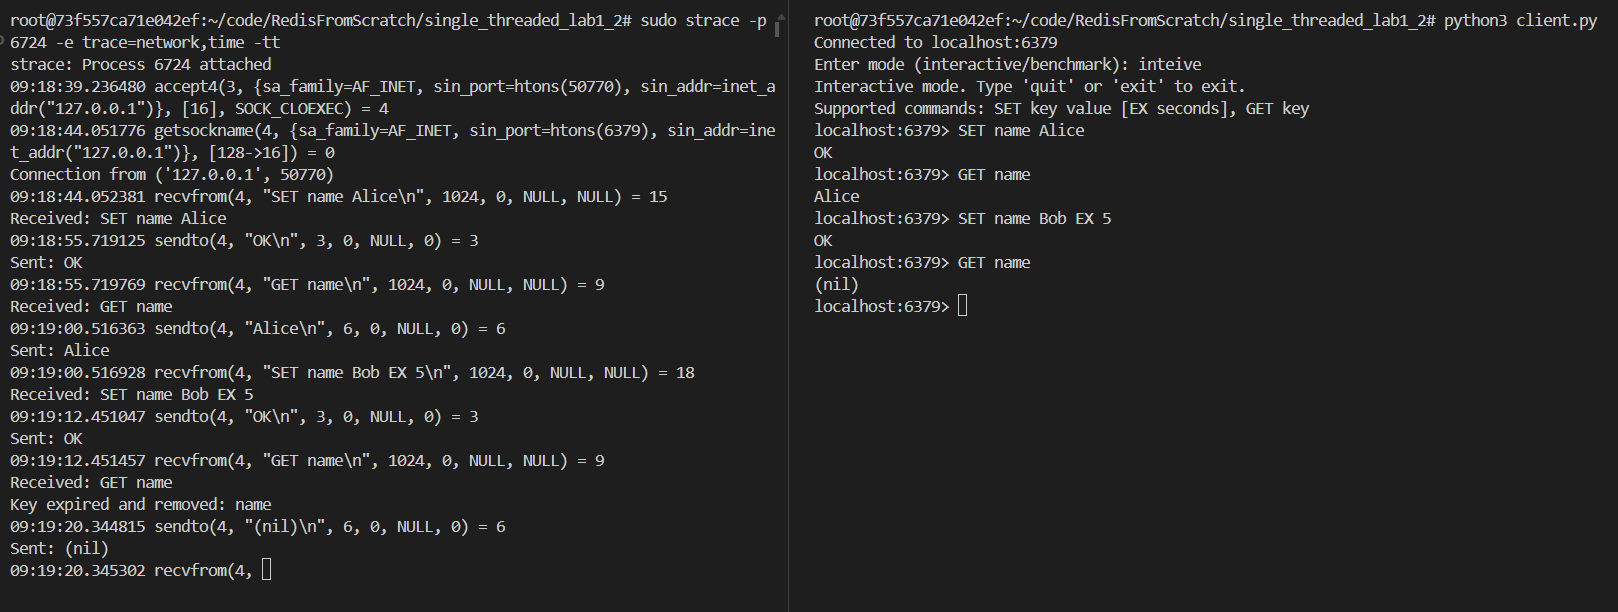 root@73f557ca71e042ef:~/code/RedisFromScratch/single_threaded_lab1_2# sudo strace -p
6724 -e trace=network,time -tt
strace: Process 6724 attached
09:18:39.236480 accept4(3, {sa_family=AF_INET, sin_port=htons(50770), sin_addr=inet_a
ddr("127.0.0.1")}, [16], SOCK_CLOEXEC) = 4
09:18:44.051776 getsockname(4, {sa_family=AF_INET, sin_port=htons(6379), sin_addr=ine
t_addr("127.0.0.1")}, [128->16]) = 0
Connection from ('127.0.0.1', 50770)
09:18:44.052381 recvfrom(4, "SET name Alice\n", 1024, 0, NULL, NULL) = 15
Received: SET name Alice
09:18:55.719125 sendto(4, "OK\n", 3, 0, NULL, 0) = 3
Sent: OK
09:18:55.719769 recvfrom(4, "GET name\n", 1024, 0, NULL, NULL) = 9
Received: GET name
09:19:00.516363 sendto(4, "Alice\n", 6, 0, NULL, 0) = 6
Sent: Alice
09:19:00.516928 recvfrom(4, "SET name Bob EX 5\n", 1024, 0, NULL, NULL) = 18
Received: SET name Bob EX 5
09:19:12.451047 sendto(4, "OK\n", 3, 0, NULL, 0) = 3
Sent: OK
09:19:12.451457 recvfrom(4, "GET name\n", 1024, 0, NULL, NULL) = 9
Received: GET name
Key expired and removed: name
09:19:20.344815 sendto(4, "(nil)\n", 6, 0, NULL, 0) = 6
Sent: (nil)
09:19:20.345302 recvfrom(4,
root@73f557ca71e042ef:~/code/RedisFromScratch/single_threaded_lab1_2# python3 client.py
Connected to localhost:6379
Enter mode (interactive/benchmark): inteive
Interactive mode. Type 'quit' or 'exit' to exit.
Supported commands: SET key value [EX seconds], GET key
localhost:6379> SET name Alice
OK
localhost:6379> GET name
Alice
localhost:6379> SET name Bob EX 5
OK
localhost:6379> GET name
(nil)
localhost:6379>